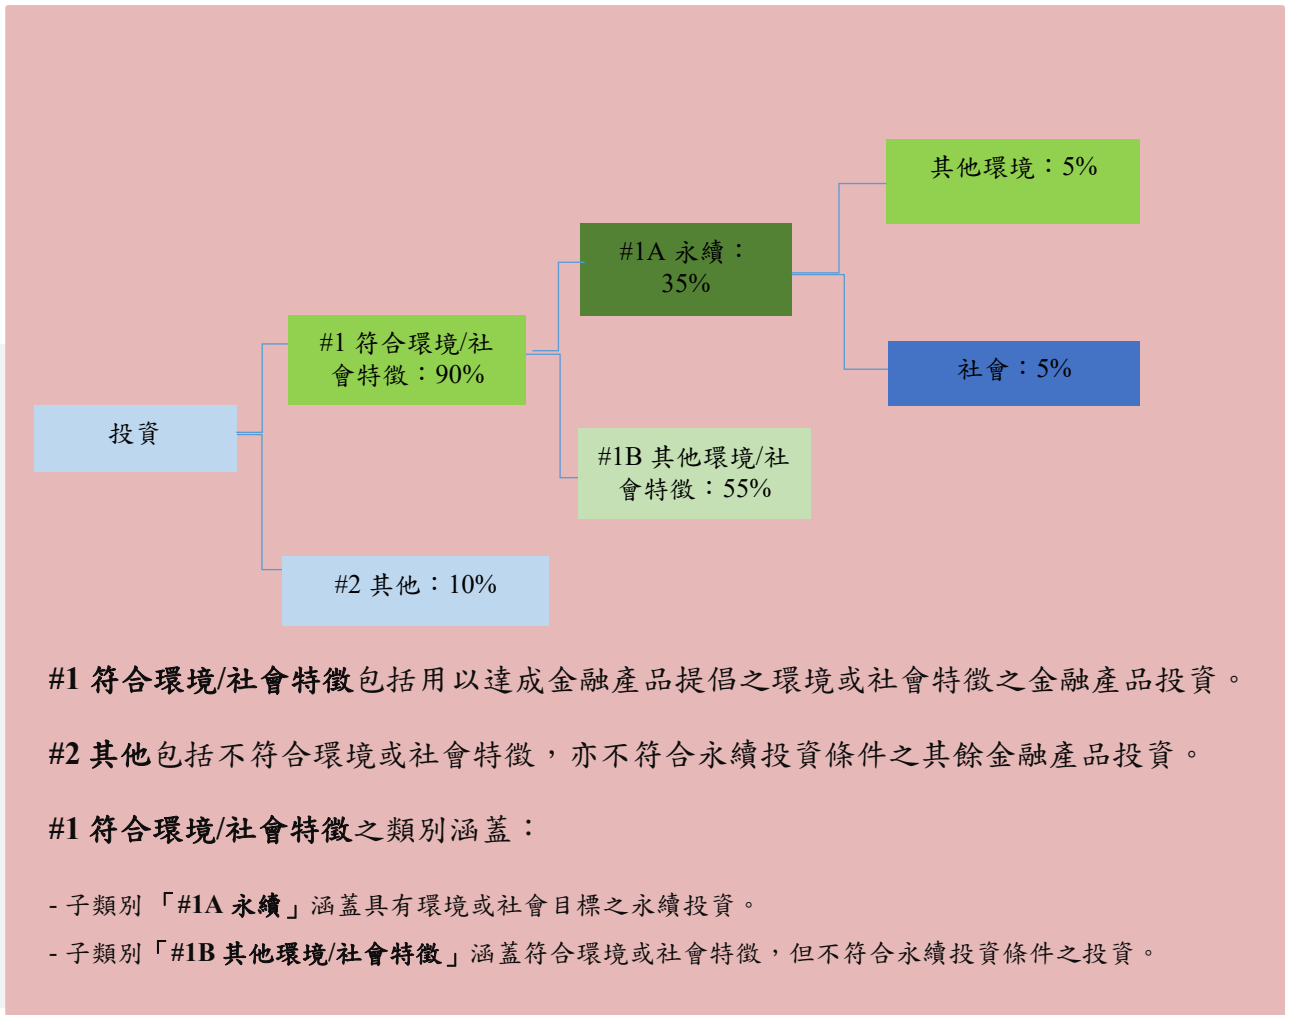 其他環境：5%
#1A 永續：
35%
#1 符合環境/社
會特徵：90%
社會：5%
投資
#1B 其他環境/社
會特徵：55%
#2 其他：10%
#1 符合環境/社會特徵包括用以達成金融產品提倡之環境或社會特徵之金融產品投資。
#2 其他包括不符合環境或社會特徵，亦不符合永續投資條件之其餘金融產品投資。
#1 符合環境/社會特徵之類別涵蓋：
- 子類別「#1A 永續」涵蓋具有環境或社會目標之永續投資。
- 子類別「#1B 其他環境/社會特徵」涵蓋符合環境或社會特徵，但不符合永續投資條件之投資。